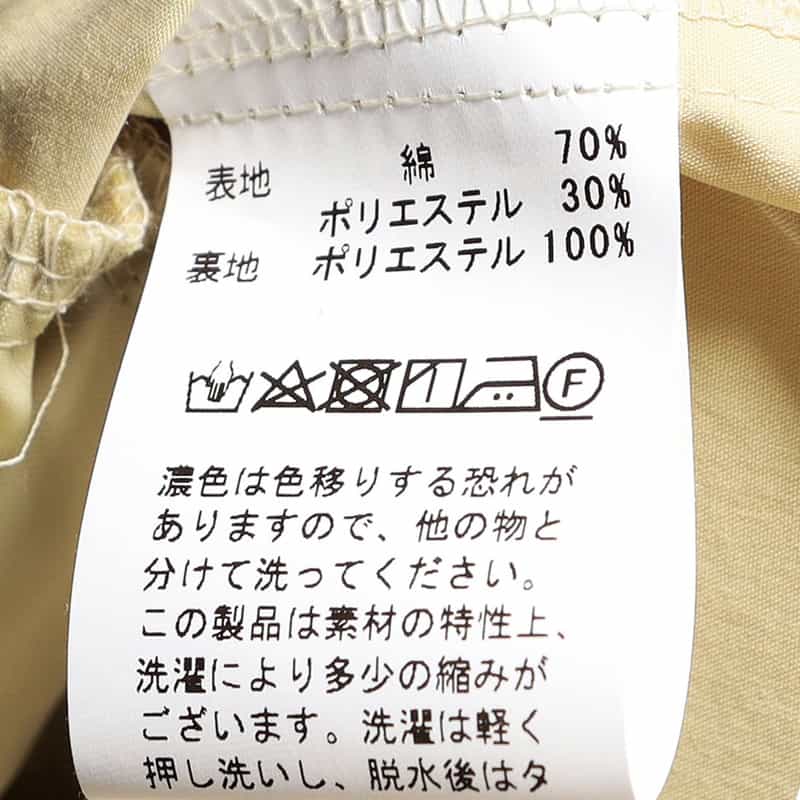 表地 綿 70%
ポリエステル 30%
裏地 ポリエステル 100%
F
濃色は色移りする恐れが
ありますので、他の物と
分けて洗ってください。
この製品は素材の特性上、
洗濯により多少の縮みが
ございます。洗濯は軽く
押し洗いし、脱水後はタ